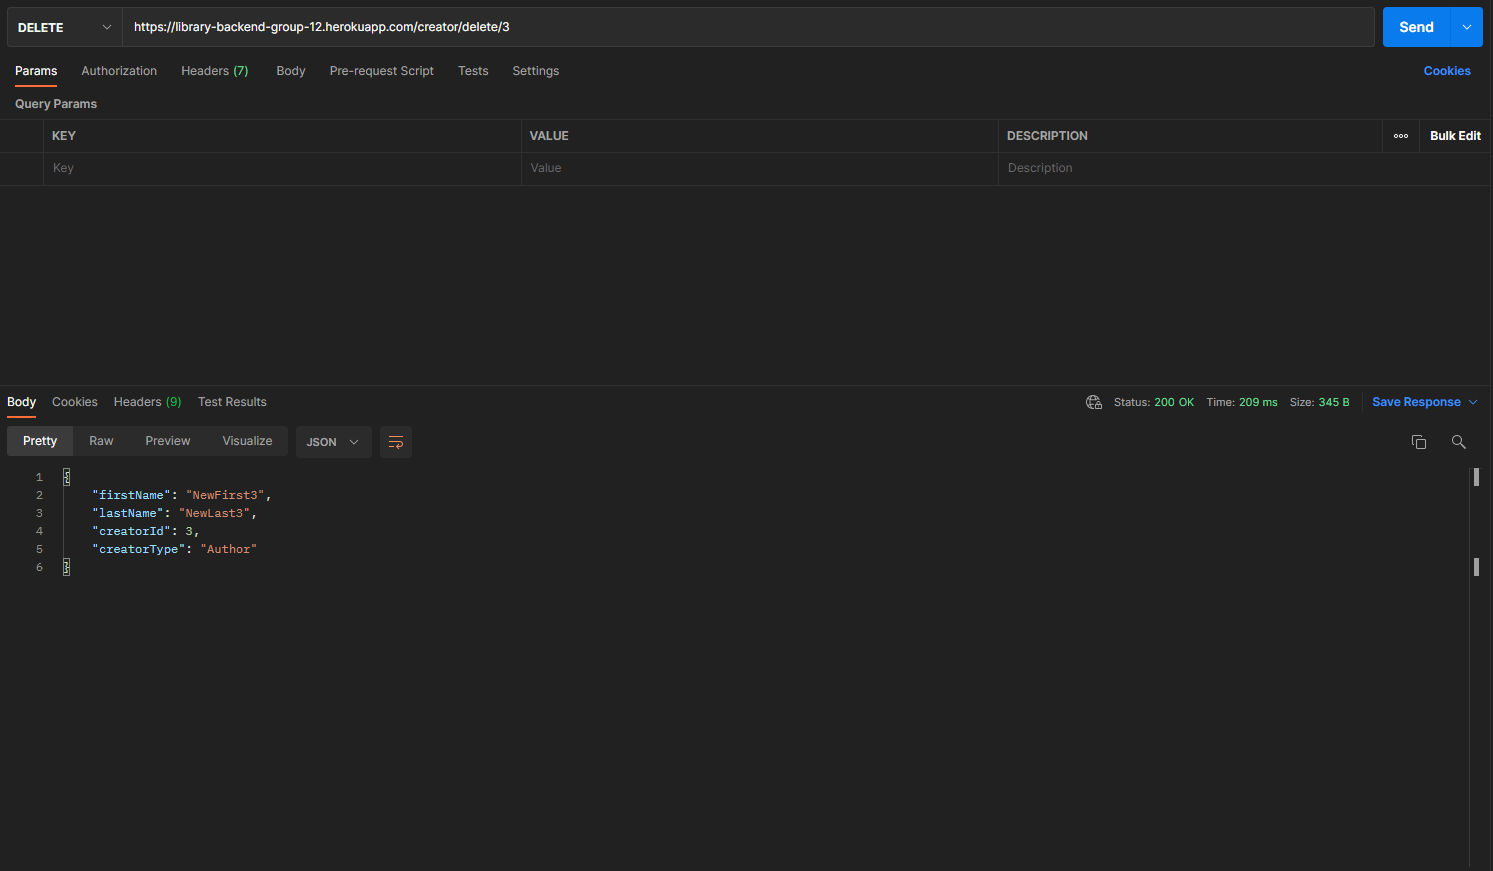 DELETE https://library-backend-group-12.herokuapp.com/creator/delete/3 Send
Params Authorization Headers (7) Body Pre-request Script Tests Settings Cookies
Query Params
KEY VALUE DESCRIPTION Bulk Edit
Key Value Description
Body Cookies Headers (9) Test Results Status: 200 OK Time: 209 ms Size: 345 B Save Response
Pretty Raw Preview Visualize JSON
1 {
2 "firstName": "NewFirst3",
3 "lastName": "NewLast3",
4 "creatorId": 3,
5 "creatorType": "Author"
6 }